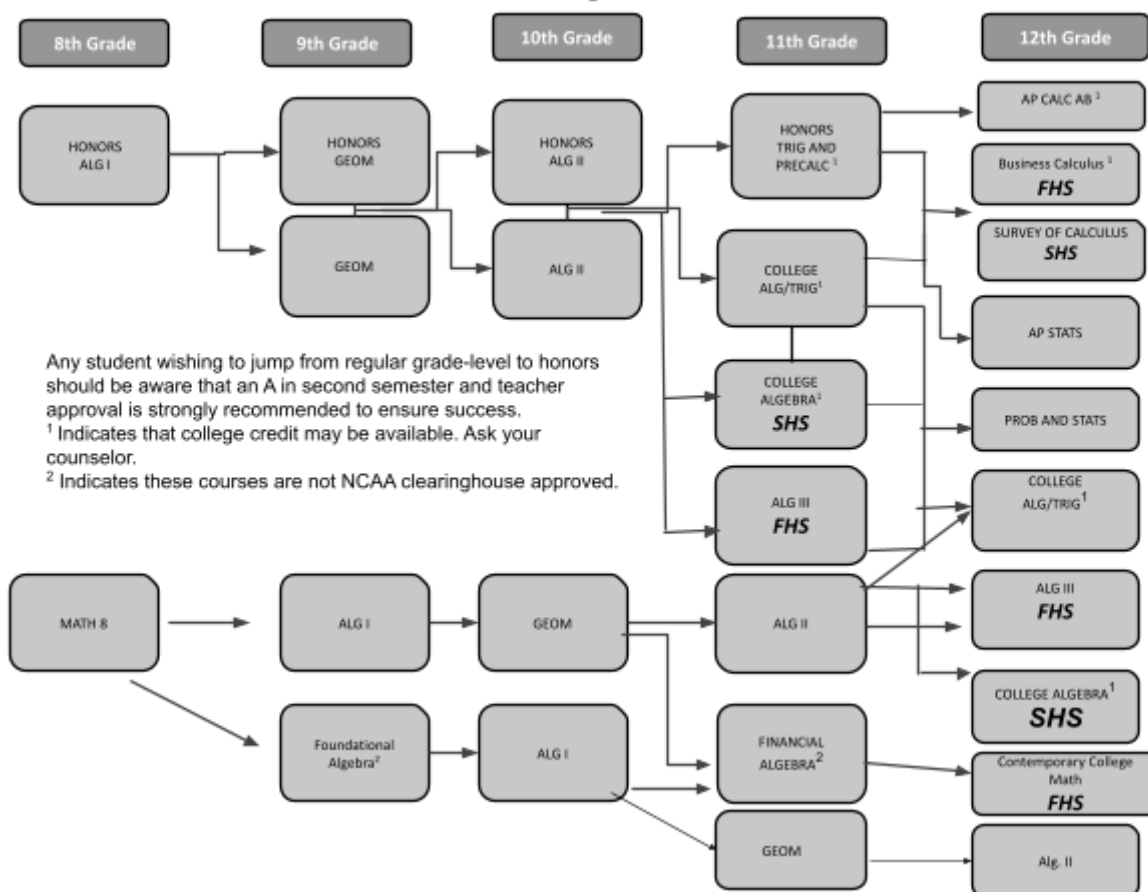 8th Grade
9th Grade
10th Grade
11th Grade
12th Grade
HONORS
ALG I
HONORS
GEOM
GEOM
HONORS
ALG II
ALG II
HONORS
TRIG AND
PRECALC 1
COLLEGE
ALG/TRIG1
COLLEGE
ALGEBRA1
SHS
ALG III
FHS
AP CALC AB 1
Business Calculus 1
FHS
SURVEY OF CALCULUS
SHS
AP STATS
PROB AND STATS
COLLEGE
ALG/TRIG1
Any student wishing to jump from regular grade-level to honors
should be aware that an A in second semester and teacher
approval is strongly recommended to ensure success.
1 Indicates that college credit may be available. Ask your
counselor.
2 Indicates these courses are not NCAA clearinghouse approved.
MATH 8
ALG I
GEOM
ALG II
ALG III
FHS
COLLEGE ALGEBRA1
SHS
Foundational
Algebra2
ALG I
FINANCIAL
ALGEBRA2
Contemporary College
Math
FHS
GEOM
Alg. II